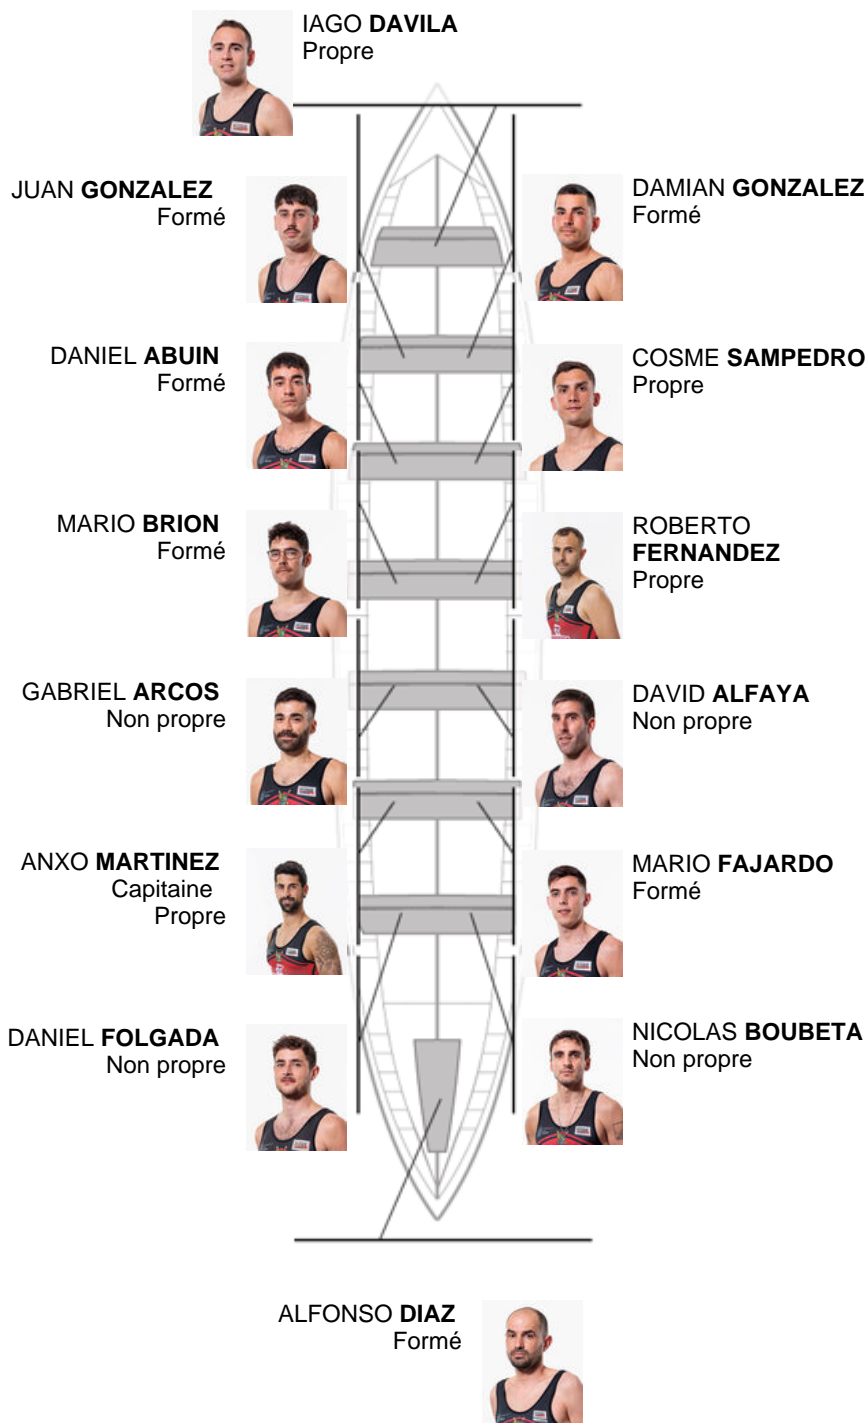 IAGO DAVILA
Propre
JUAN GONZALEZ
Formé
DAMIAN GONZALEZ
Formé
DANIEL ABUIN
Formé
COSME SAMPEDRO
Propre
MARIO BRION
Formé
ROBERTO
FERNANDEZ
Propre
GABRIEL ARCOS
Non propre
DAVID ALFAYA
Non propre
ANXO MARTINEZ
Capitaine
Propre
MARIO FAJARDO
Formé
DANIEL FOLGADA
Non propre
NICOLAS BOUBETA
Non propre
ALFONSO DIAZ
Formé